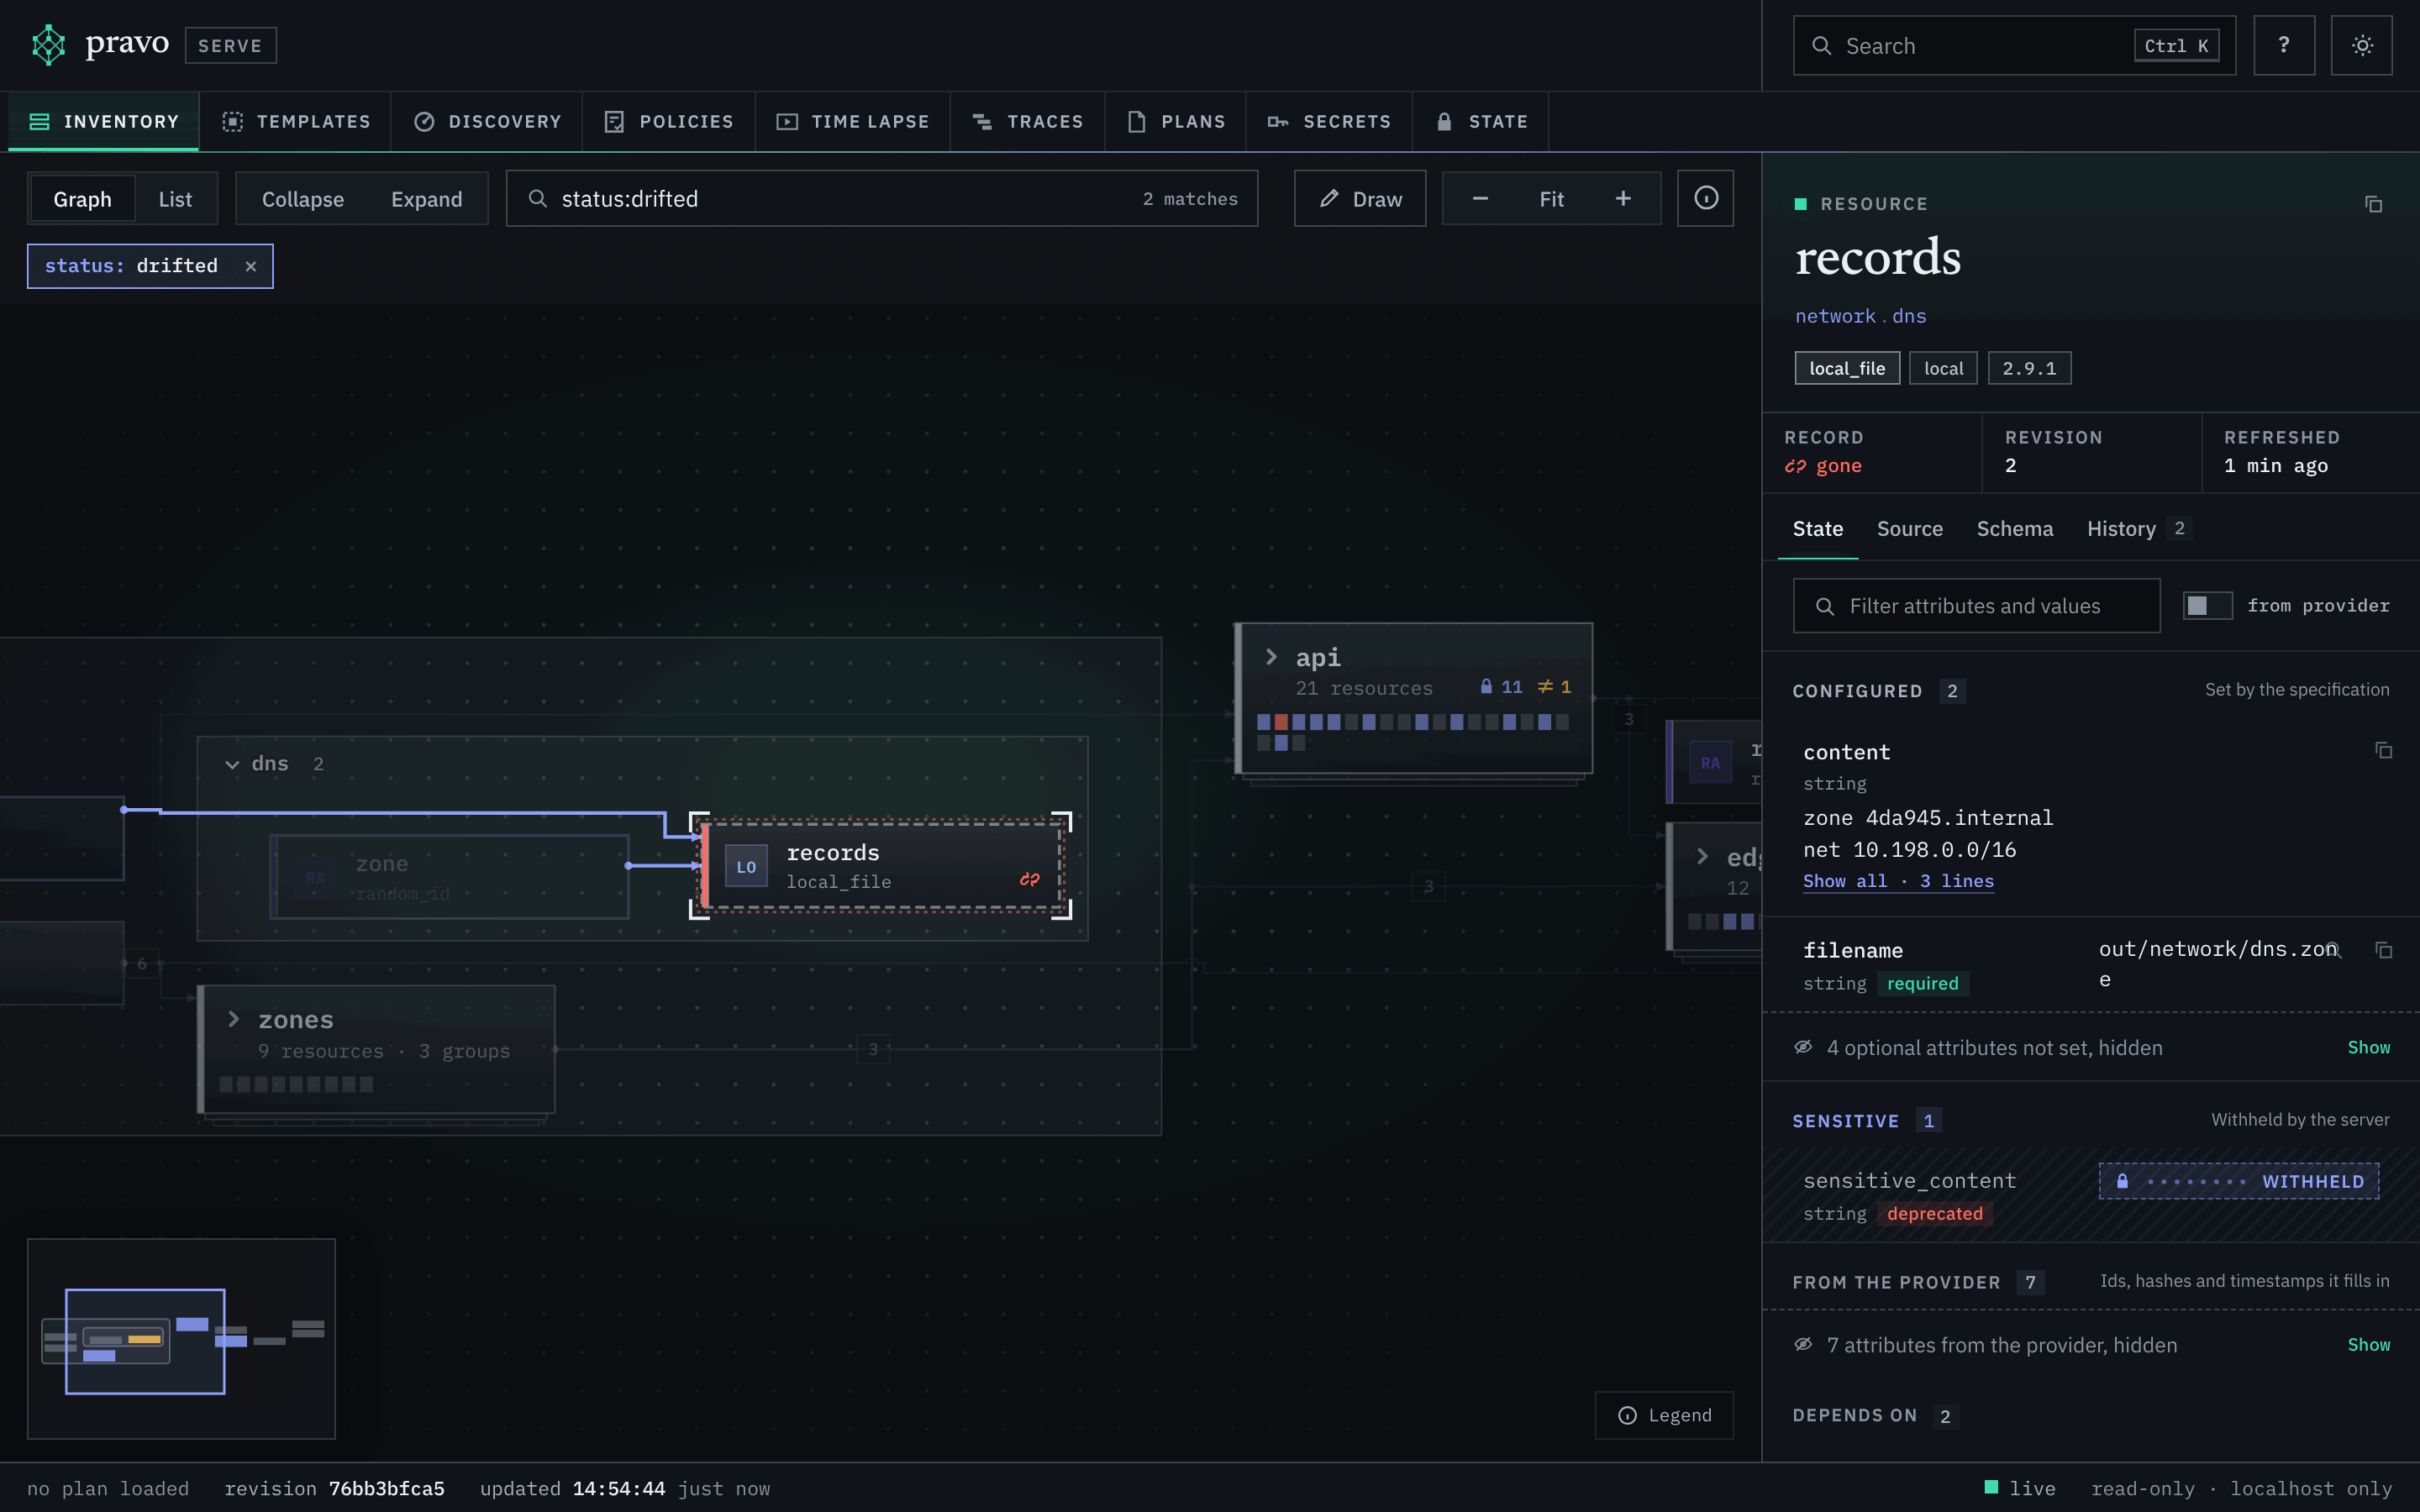 pravo SERVE
Search Ctrl K ?
INVENTORY TEMPLATES DISCOVERY POLICIES TIME LAPSE TRACES PLANS SECRETS STATE
Graph List Collapse Expand status:drifted 2 matches Draw − Fit +
status: drifted ×
api
21 resources 11 ≠ 1
3
RA
dns 2
zone
RA
random_id
LO
records
local_file
3
12
6
zones
9 resources · 3 groups
3
Legend
RESOURCE
records
network.dns
local_file local 2.9.1
RECORD REVISION REFRESHED
gone 2 1 min ago
State Source Schema History 2
Filter attributes and values from provider
CONFIGURED 2 Set by the specification
content
string
zone 4da945.internal
net 10.198.0.0/16
Show all · 3 lines
filename out/network/dns.zon
e
string required
4 optional attributes not set, hidden Show
SENSITIVE 1 Withheld by the server
sensitive_content WITHHELD
string deprecated
FROM THE PROVIDER 7 Ids, hashes and timestamps it fills in
7 attributes from the provider, hidden Show
DEPENDS ON 2
no plan loaded revision 76bb3bfca5 updated 14:54:44 just now live read-only · localhost only